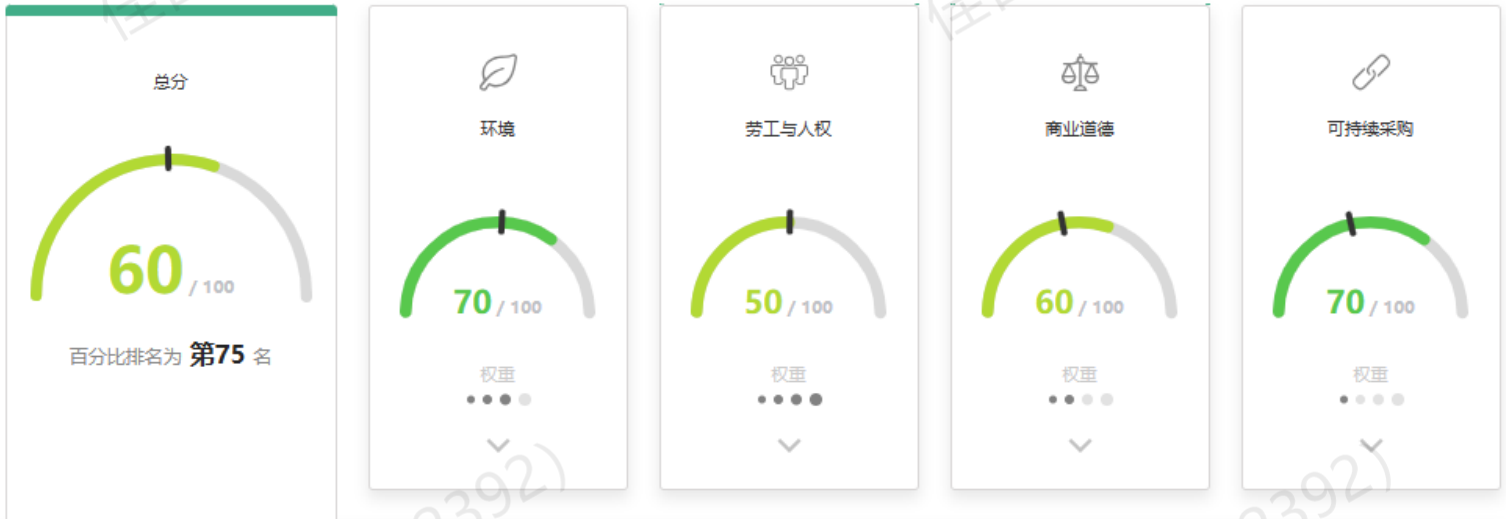 总分
60 / 100
百分比排名为 第75 名
环境
70 / 100
权重
劳工与人权
50 / 100
权重
商业道德
60 / 100
权重
可持续采购
70 / 100
权重